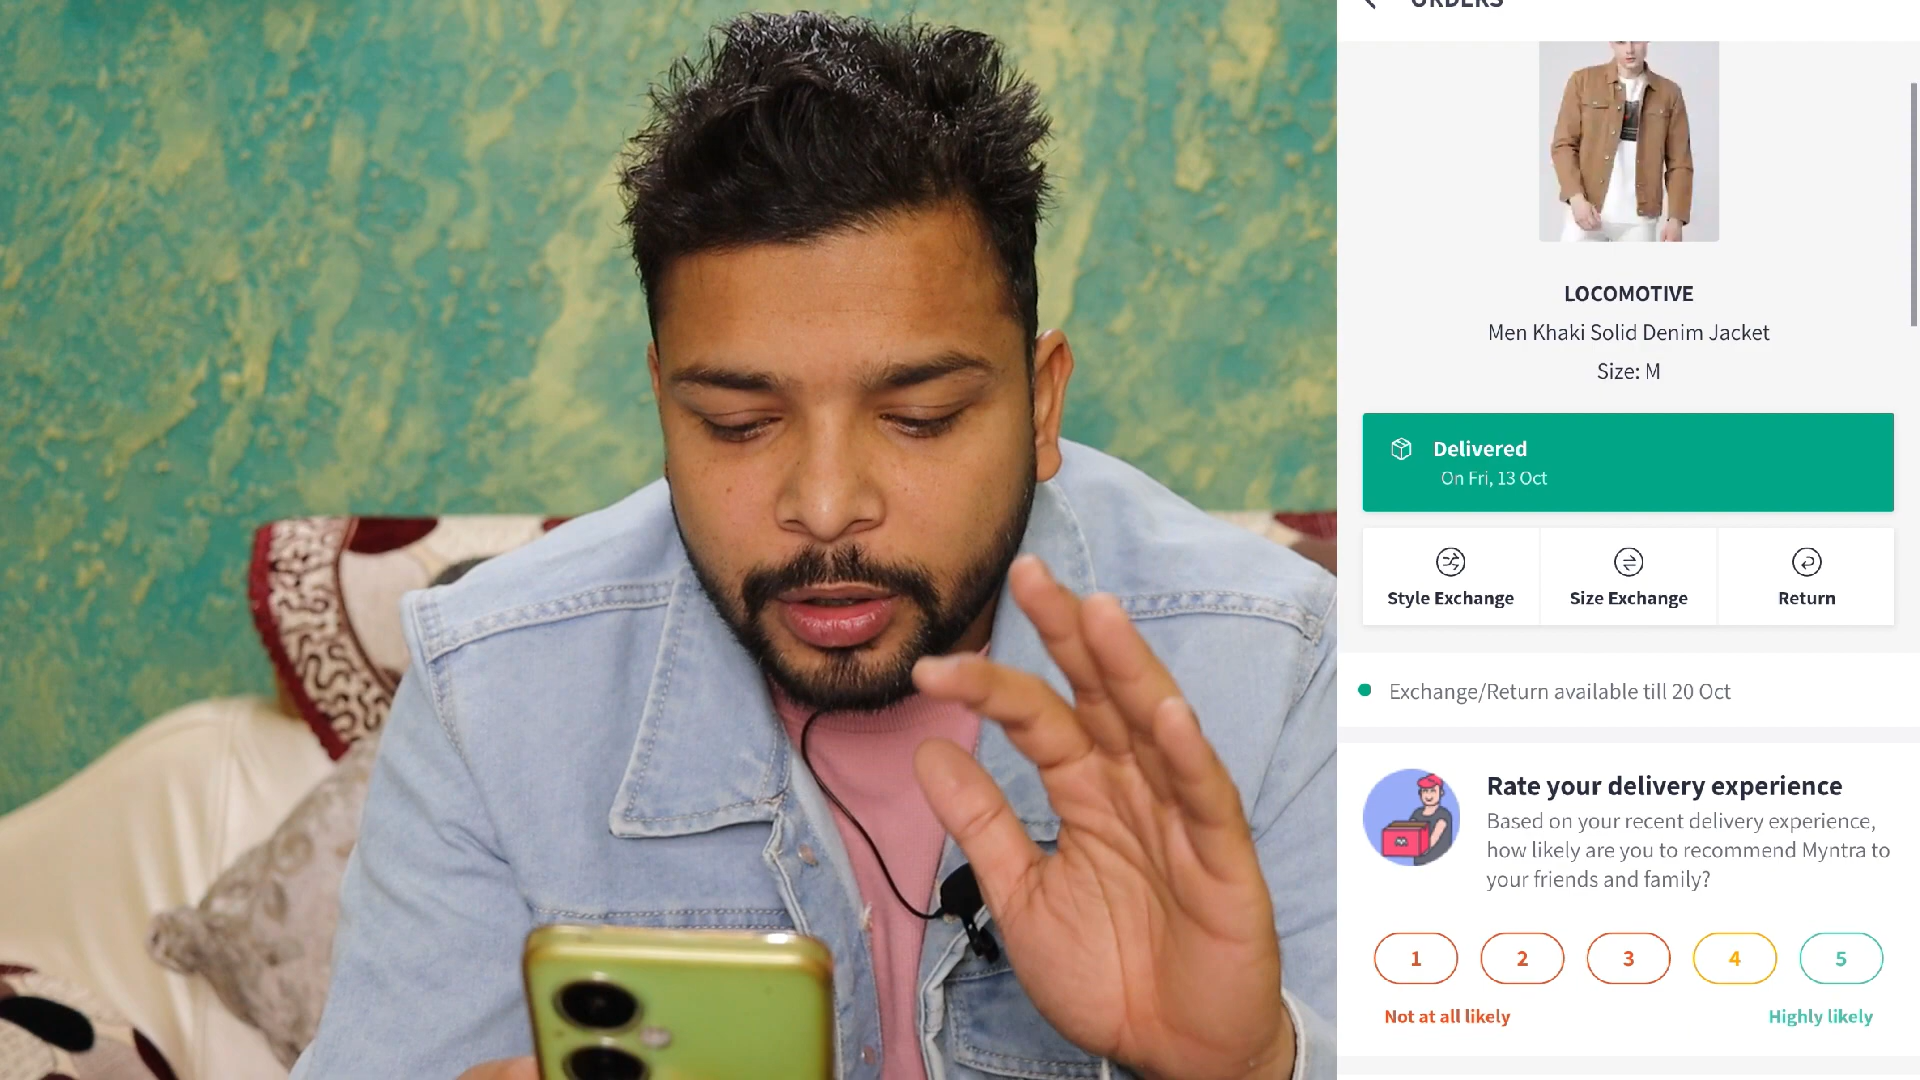 ORDERS
LOCOMOTIVE
Men Khaki Solid Denim Jacket
Size: M
Delivered
On Fri, 13 Oct
Style Exchange
Size Exchange
Return
Exchange/Return available till 20 Oct
Rate your delivery experience
Based on your recent delivery experience,
how likely are you to recommend Myntra to
your friends and family?
1 2 3 4 5
Not at all likely
Highly likely